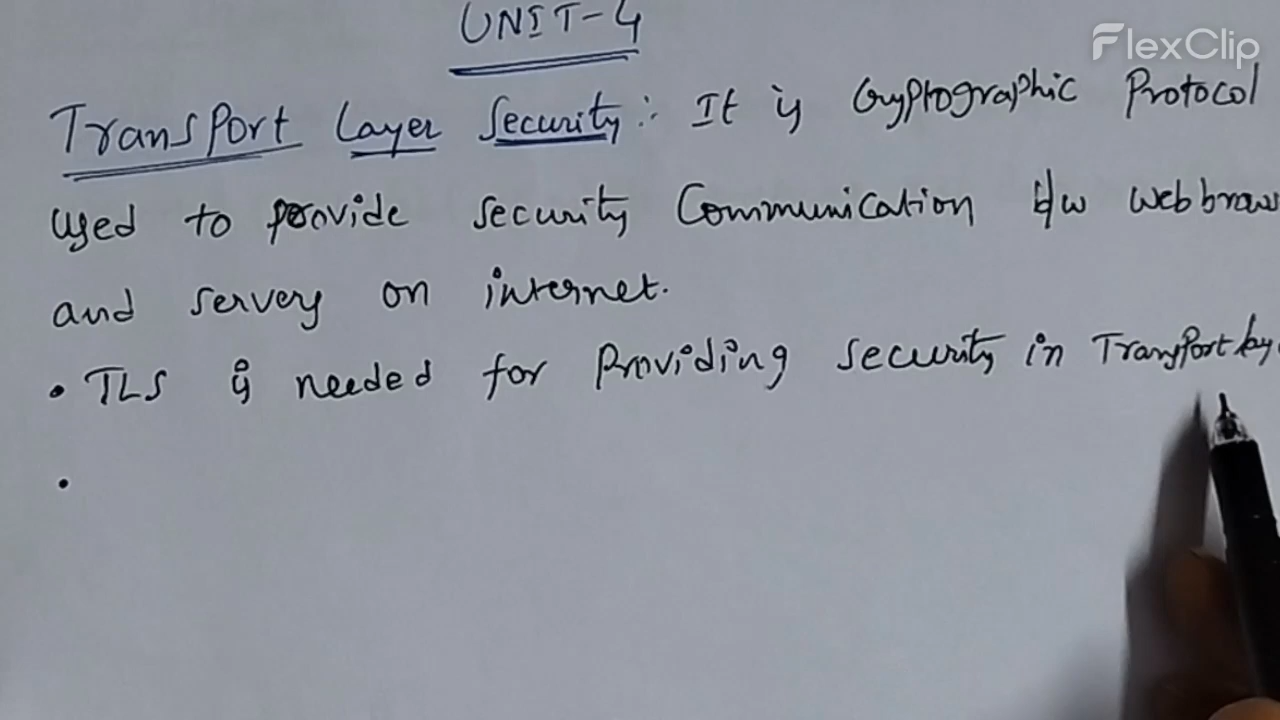 UNIT-4
FlexClip
Transport Layer Security :- It is Cryptographic Protocol
used to provide security Communication b/w webbrows
and servers on internet.
• TLS is needed for Providing security in Transport lay
•